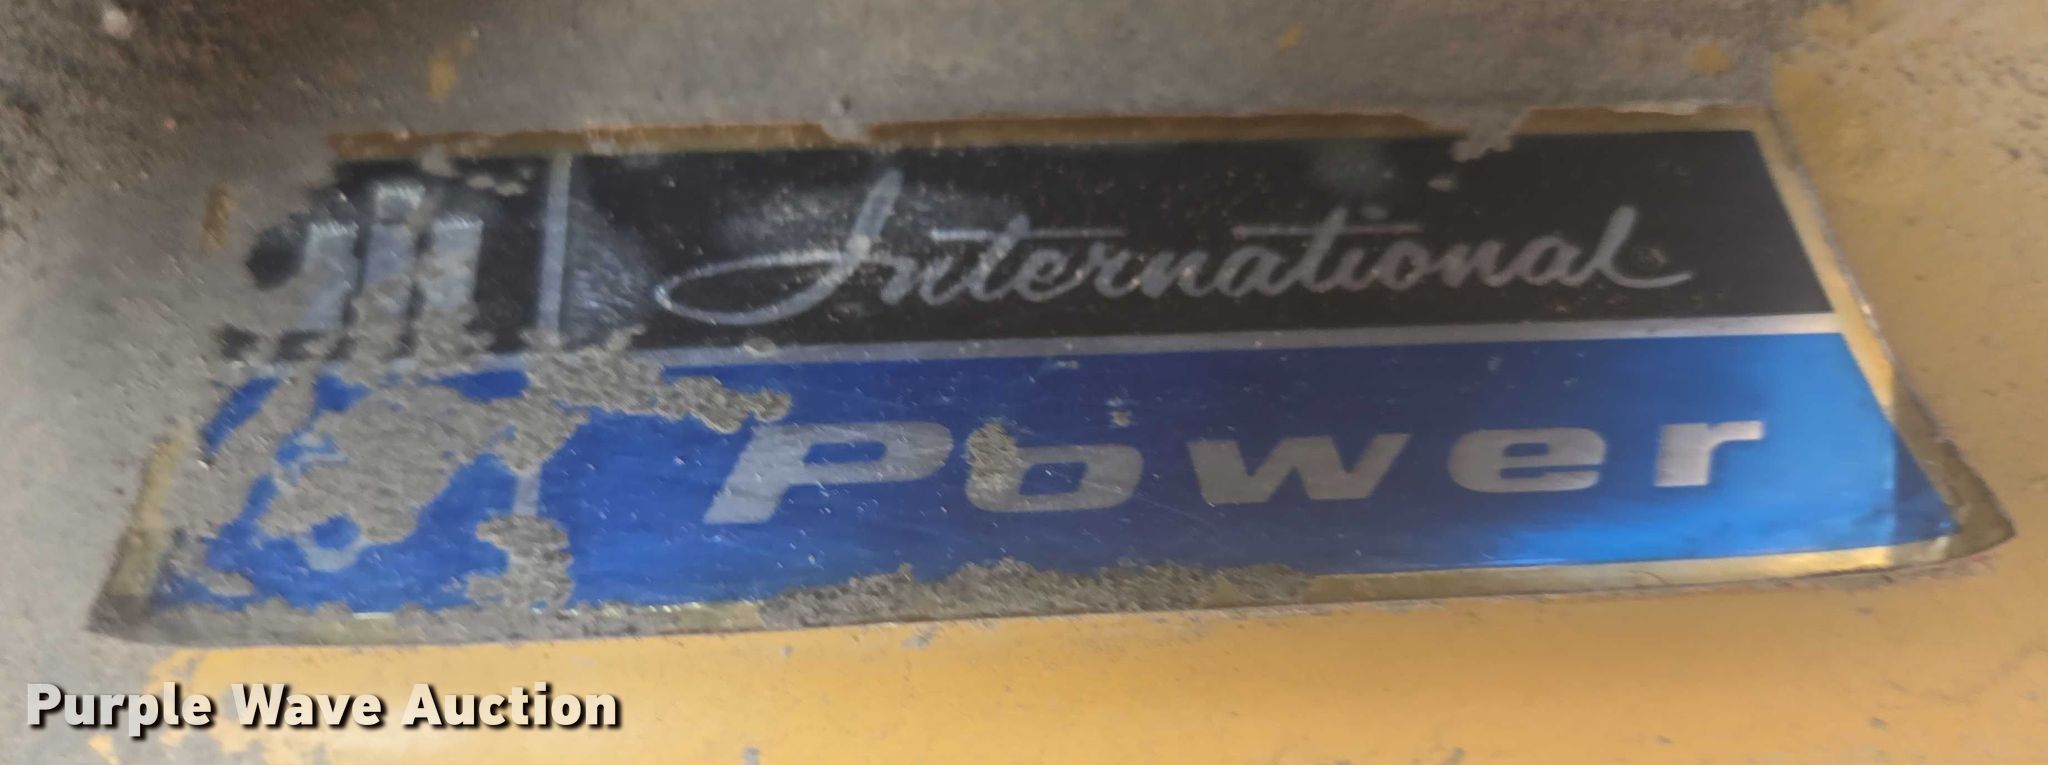 International
Power
Purple Wave Auction